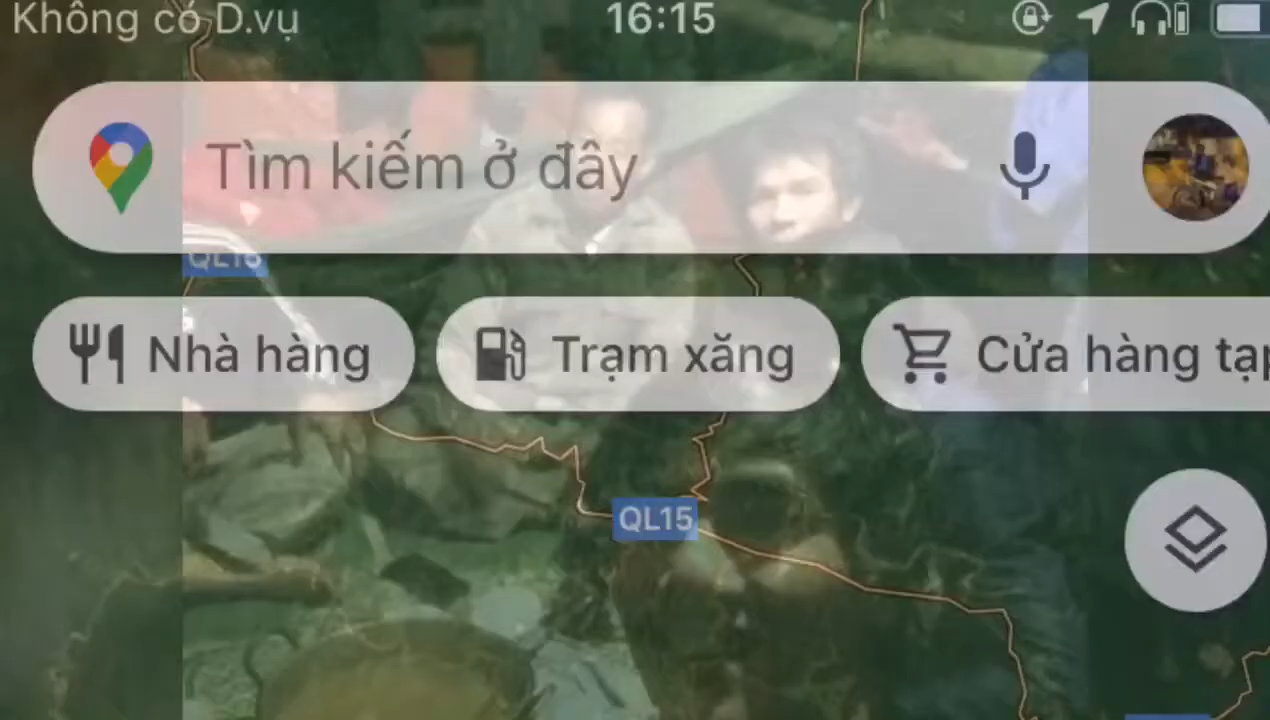 Không có D.vụ
16:15
Tìm kiếm ở đây
QL15
Nhà hàng
Trạm xăng
Cửa hàng tạp
QL15